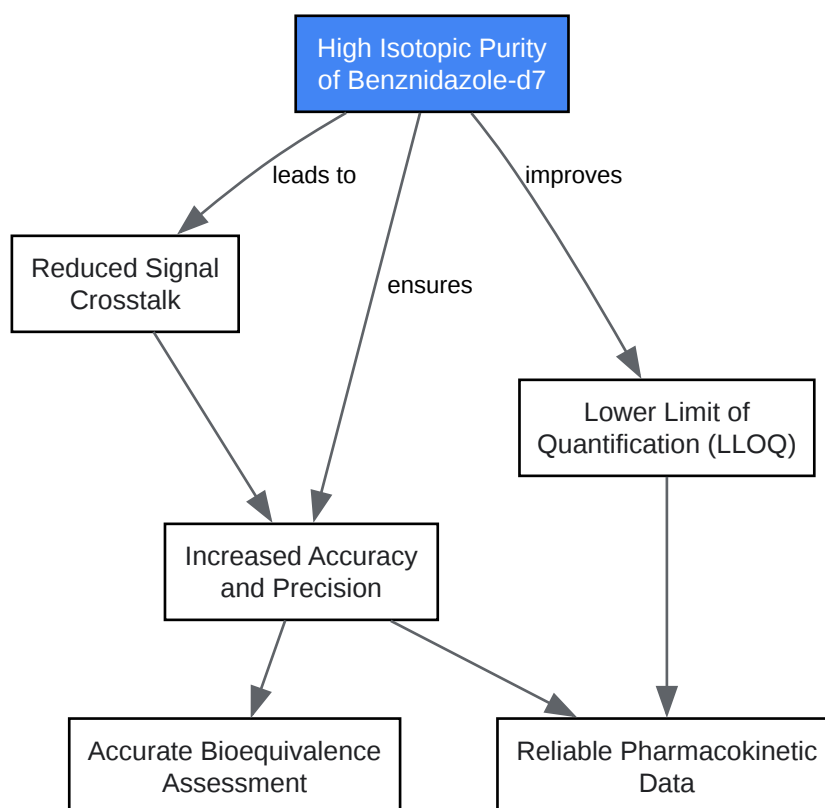 High Isotopic Purity
of Benznidazole-d7
leads to
improves
Reduced Signal
Crosstalk
ensures
Lower Limit of
Quantification (LLOQ)
Increased Accuracy
and Precision
Accurate Bioequivalence
Assessment
Reliable Pharmacokinetic
Data